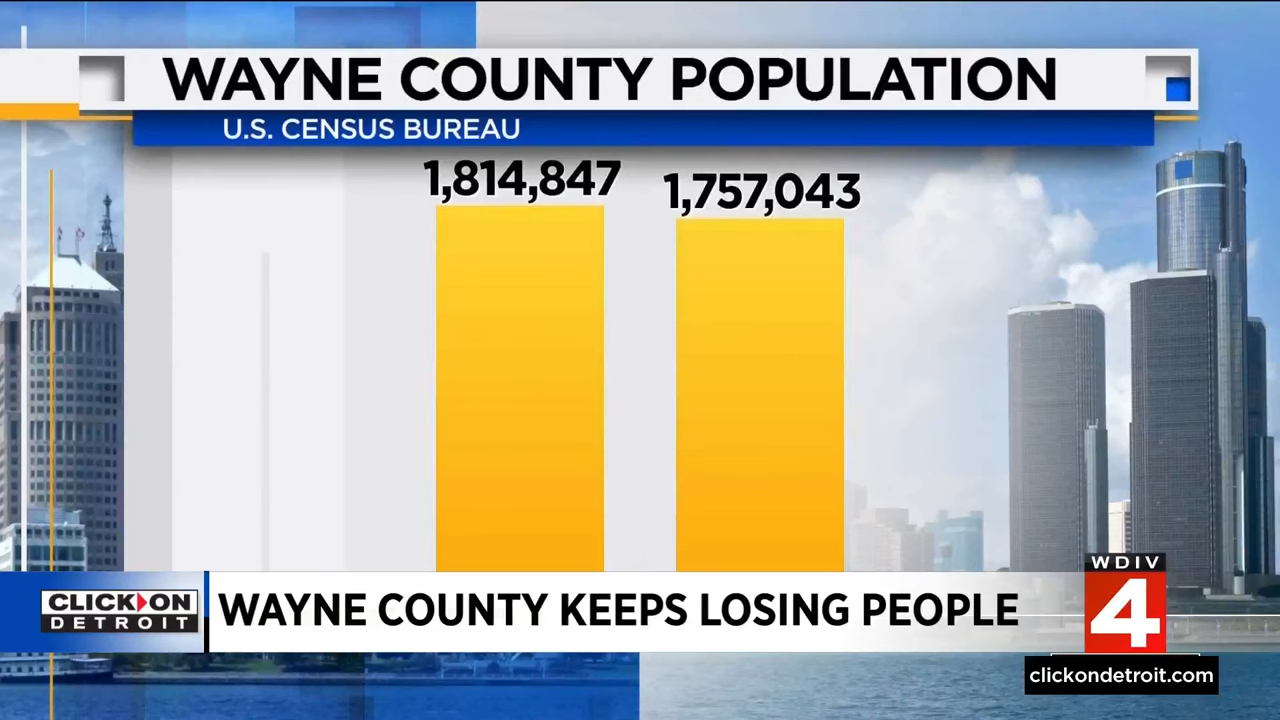 WAYNE COUNTY POPULATION
U.S. CENSUS BUREAU
1,814,847
1,757,043
CLICK ON
DETROIT
WAYNE COUNTY KEEPS LOSING PEOPLE
WDIV
4
clickondetroit.com